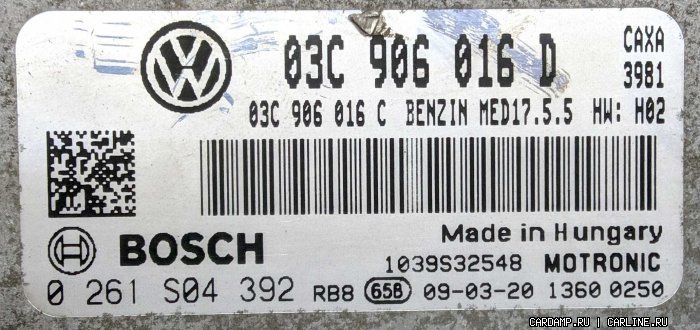 03C 906 016 D CAXA
3981
03C 906 016 C BENZIN MED17.5.5 HW: H02
BOSCH Made in Hungary
1039S32548 MOTRONIC
0 261 S04 392 RB8 658 09-03-20 1360 0250
CARDAMP.RU | CARLINE.RU